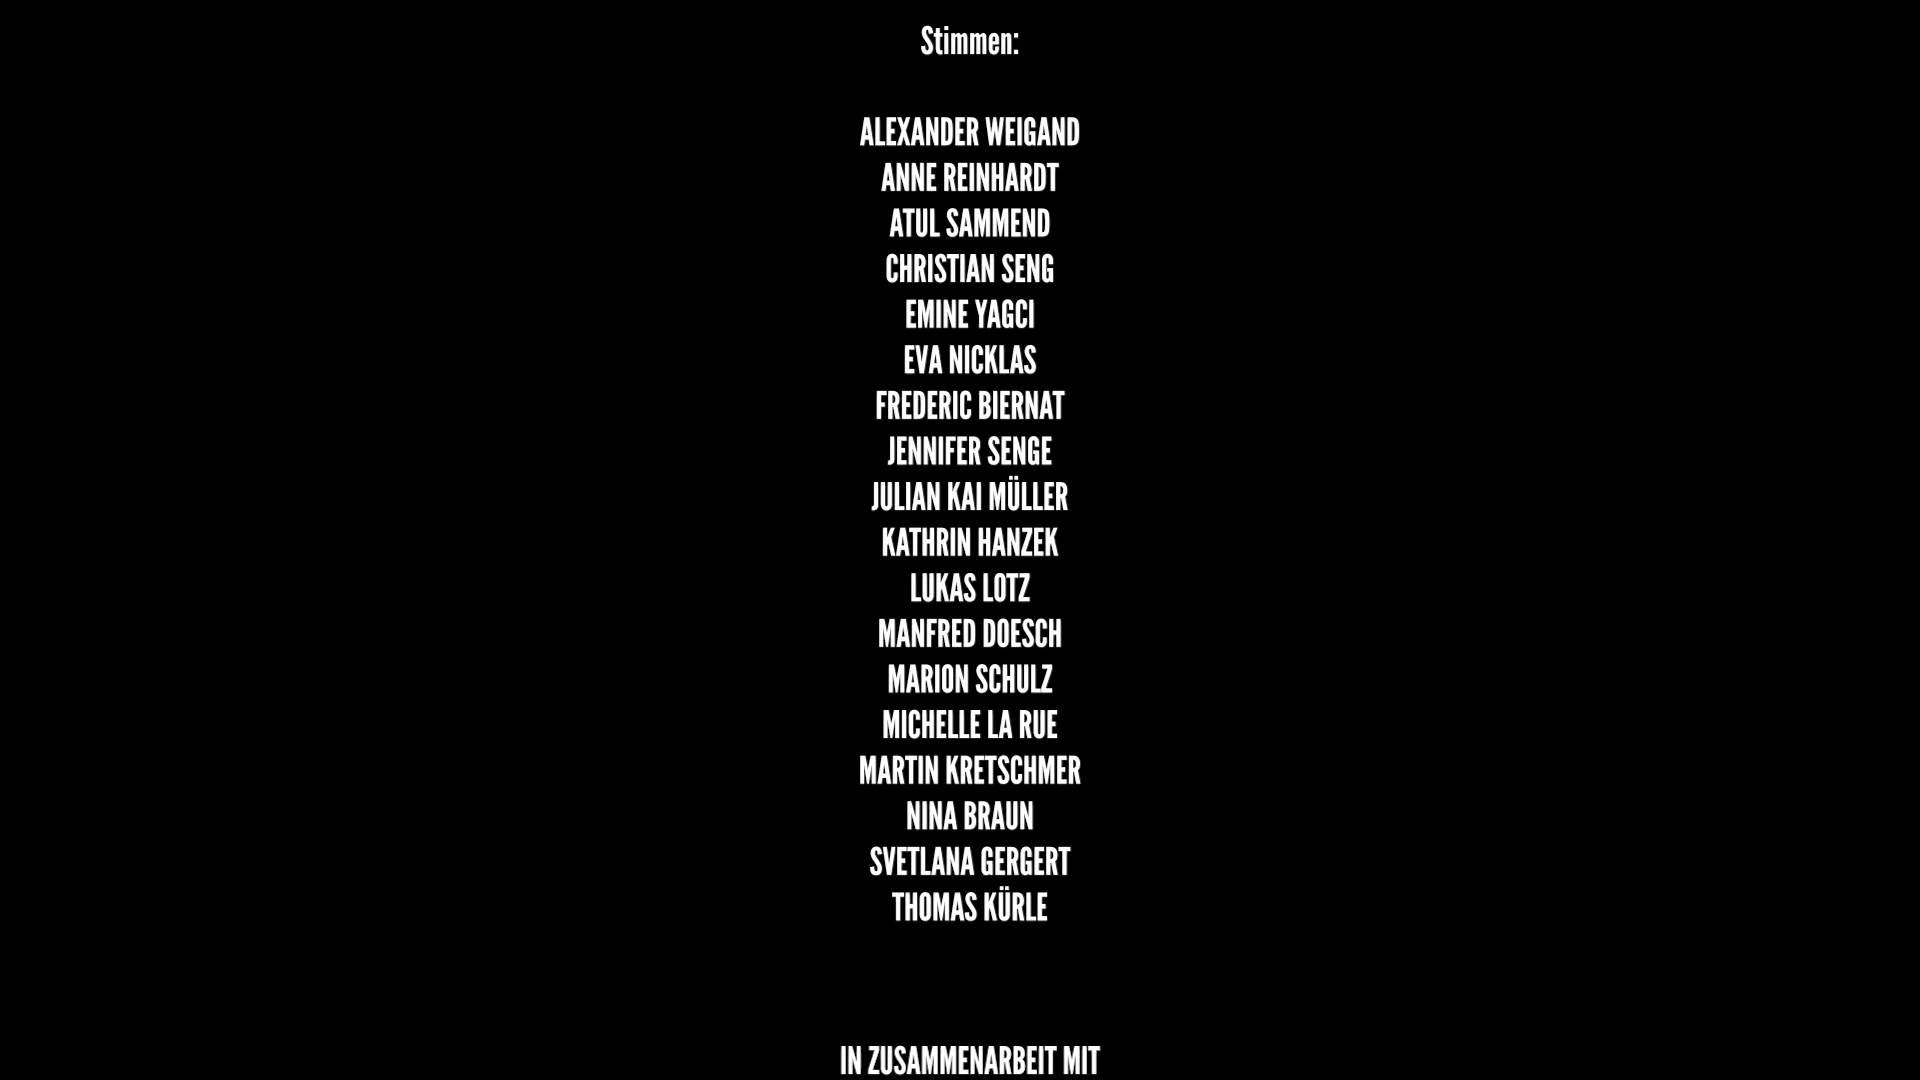 Stimmen:
ALEXANDER WEIGAND
ANNE REINHARDT
ATUL SAMMEND
CHRISTIAN SENG
EMINE YAGCI
EVA NICKLAS
FREDERIC BIERNAT
JENNIFER SENGE
JULIAN KAI MÜLLER
KATHRIN HANZEK
LUKAS LOTZ
MANFRED DOESCH
MARION SCHULZ
MICHELLE LA RUE
MARTIN KRETSCHMER
NINA BRAUN
SVETLANA GERGERT
THOMAS KÜRLE
IN ZUSAMMENARBEIT MIT